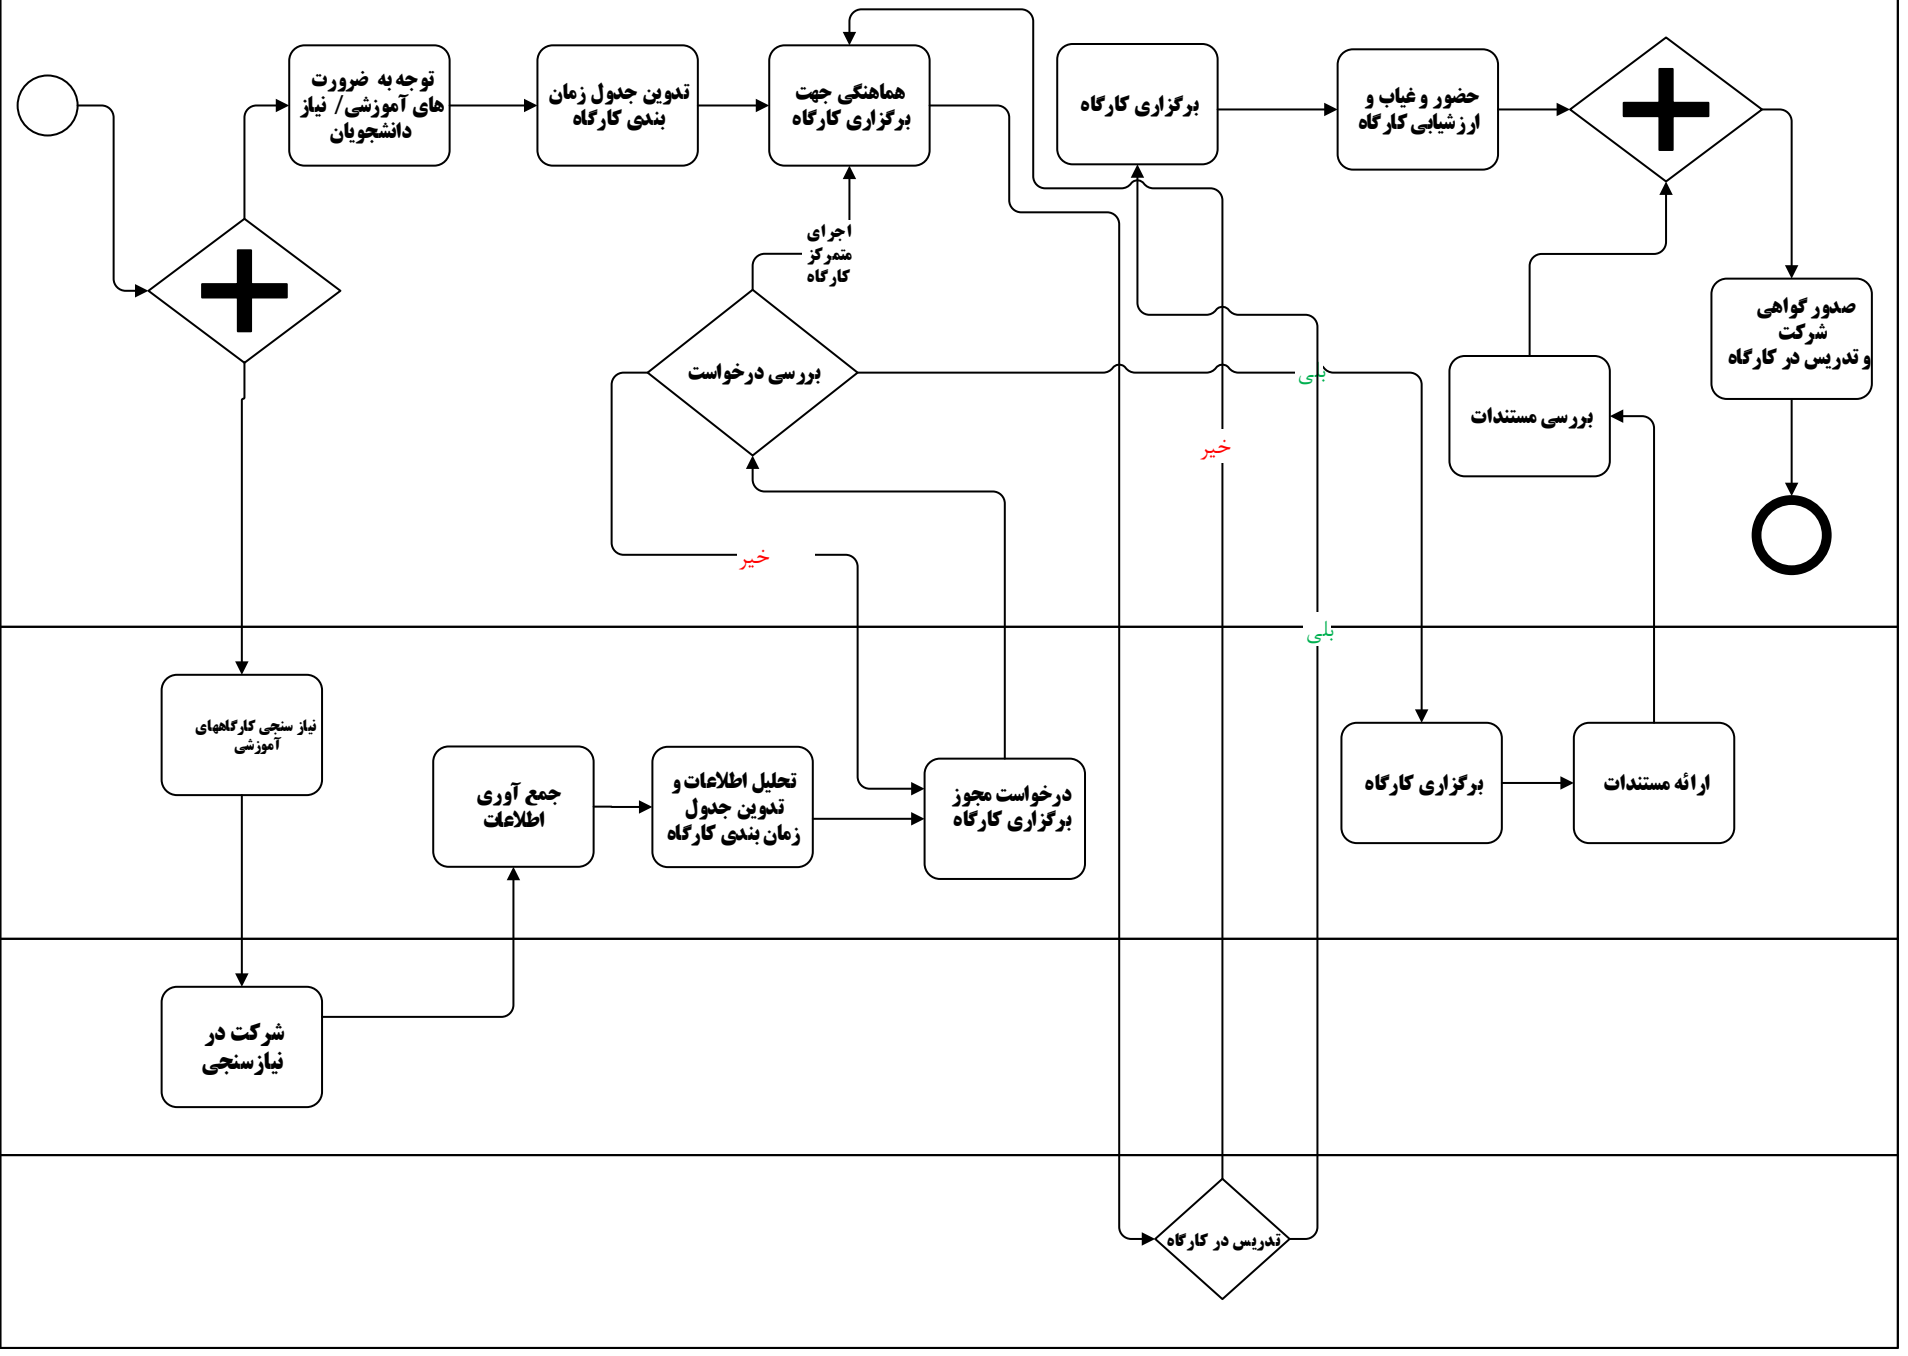 توجه به ضرورت
های آموزشی/ نیاز
دانشجویان
تدوین جدول زمان
بندی کارگاه
هماهنگی جهت
برگزاری کارگاه
برگزاری کارگاه
حضور و غیاب و
ارزشیابی کارگاه
اجرای
متمرکز
کارگاه
صدور گواهی
شرکت
و تدریس در کارگاه
بررسی درخواست
بلی
بررسی مستندات
خیر
خیر
بلی
نیاز سنجی کارگاههای
آموزشی
جمع آوری
اطلاعات
تحلیل اطلاعات و
تدوین جدول
زمان بندی کارگاه
درخواست مجوز
برگزاری کارگاه
برگزاری کارگاه
ارائه مستندات
شرکت در
نیازسنجی
تدریس در کارگاه